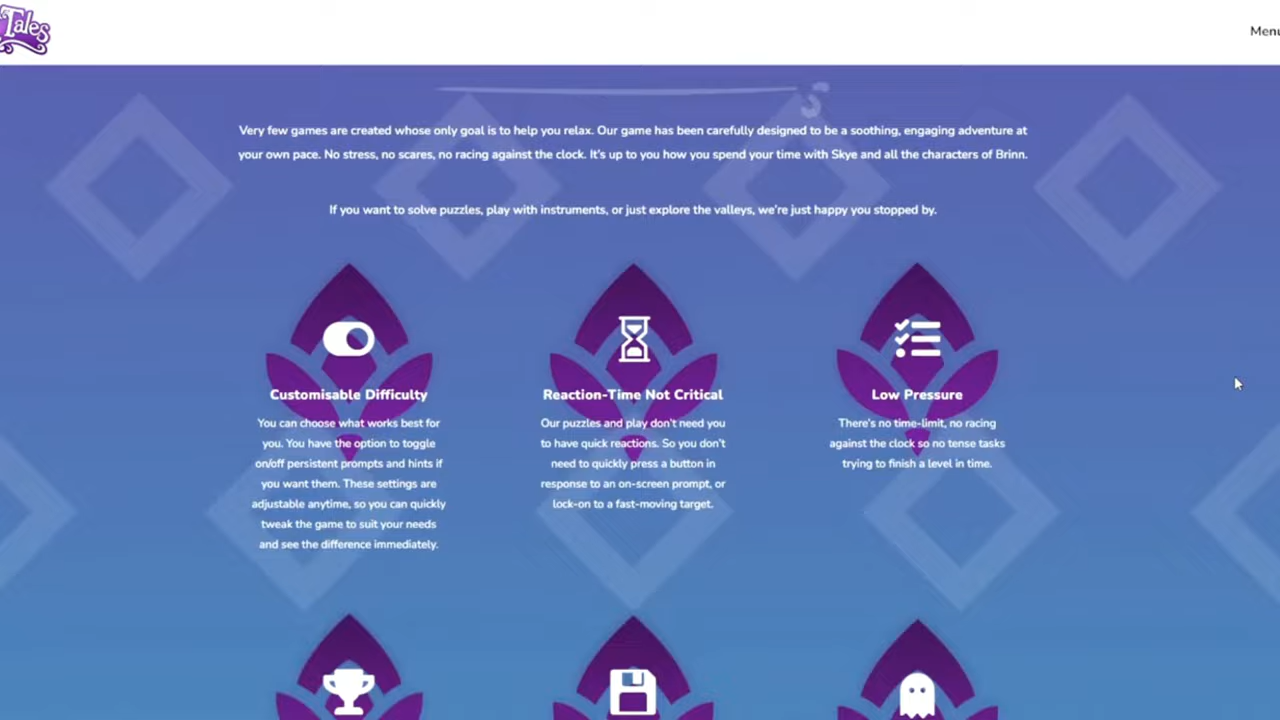 Tales
Menu
Very few games are created whose only goal is to help you relax. Our game has been carefully designed to be a soothing, engaging adventure at
your own pace. No stress, no scares, no racing against the clock. It's up to you how you spend your time with Skye and all the characters of Brinn.
If you want to solve puzzles, play with instruments, or just explore the valleys, we're just happy you stopped by.
Customisable Difficulty
You can choose what works best for
you. You have the option to toggle
on/off persistent prompts and hints if
you want them. These settings are
adjustable anytime, so you can quickly
tweak the game to suit your needs
and see the difference immediately.
Reaction-Time Not Critical
Our puzzles and play don't need you
to have quick reactions. So you don't
need to quickly press a button in
response to an on-screen prompt, or
lock-on to a fast-moving target.
Low Pressure
There's no time-limit, no racing
against the clock so no tense tasks
trying to finish a level in time.